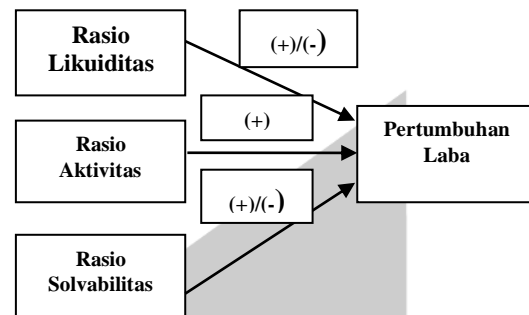 Rasio
Likuiditas
(+)/(-)
(+)
Rasio
Aktivitas
Pertumbuhan
Laba
(+)/(-)
Rasio
Solvabilitas